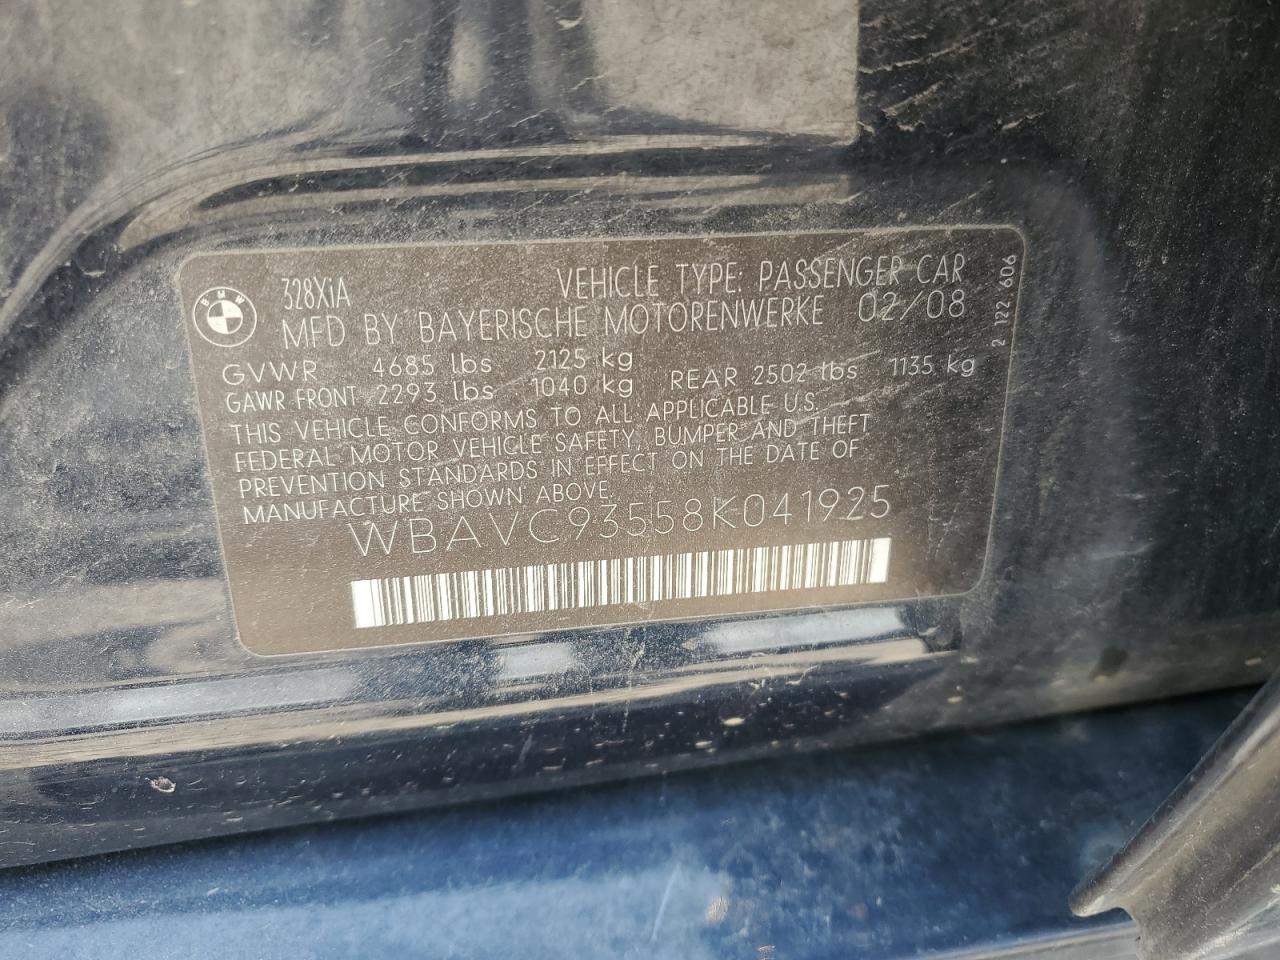 BMW
328XiA
VEHICLE TYPE: PASSENGER CAR
MFD BY BAYERISCHE MOTORENWERKE 02/08
GVWR 4685 lbs 2125 kg
GAWR FRONT 2293 lbs 1040 kg REAR 2502 lbs 1135 kg
THIS VEHICLE CONFORMS TO ALL APPLICABLE U.S.
FEDERAL MOTOR VEHICLE SAFETY, BUMPER AND THEFT
PREVENTION STANDARDS IN EFFECT ON THE DATE OF
MANUFACTURE SHOWN ABOVE.
WBAVC93558K041925
2 122 606